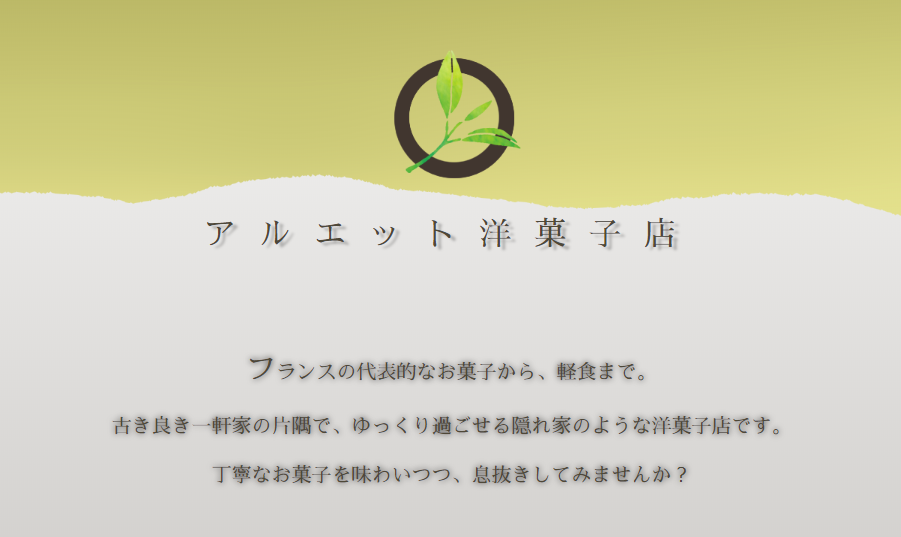 アルエット洋菓子店
フランスの代表的なお菓子から、軽食まで。
古き良き一軒家の片隅で、ゆっくり過ごせる隠れ家のような洋菓子店です。
丁寧なお菓子を味わいつつ、息抜きしてみませんか？